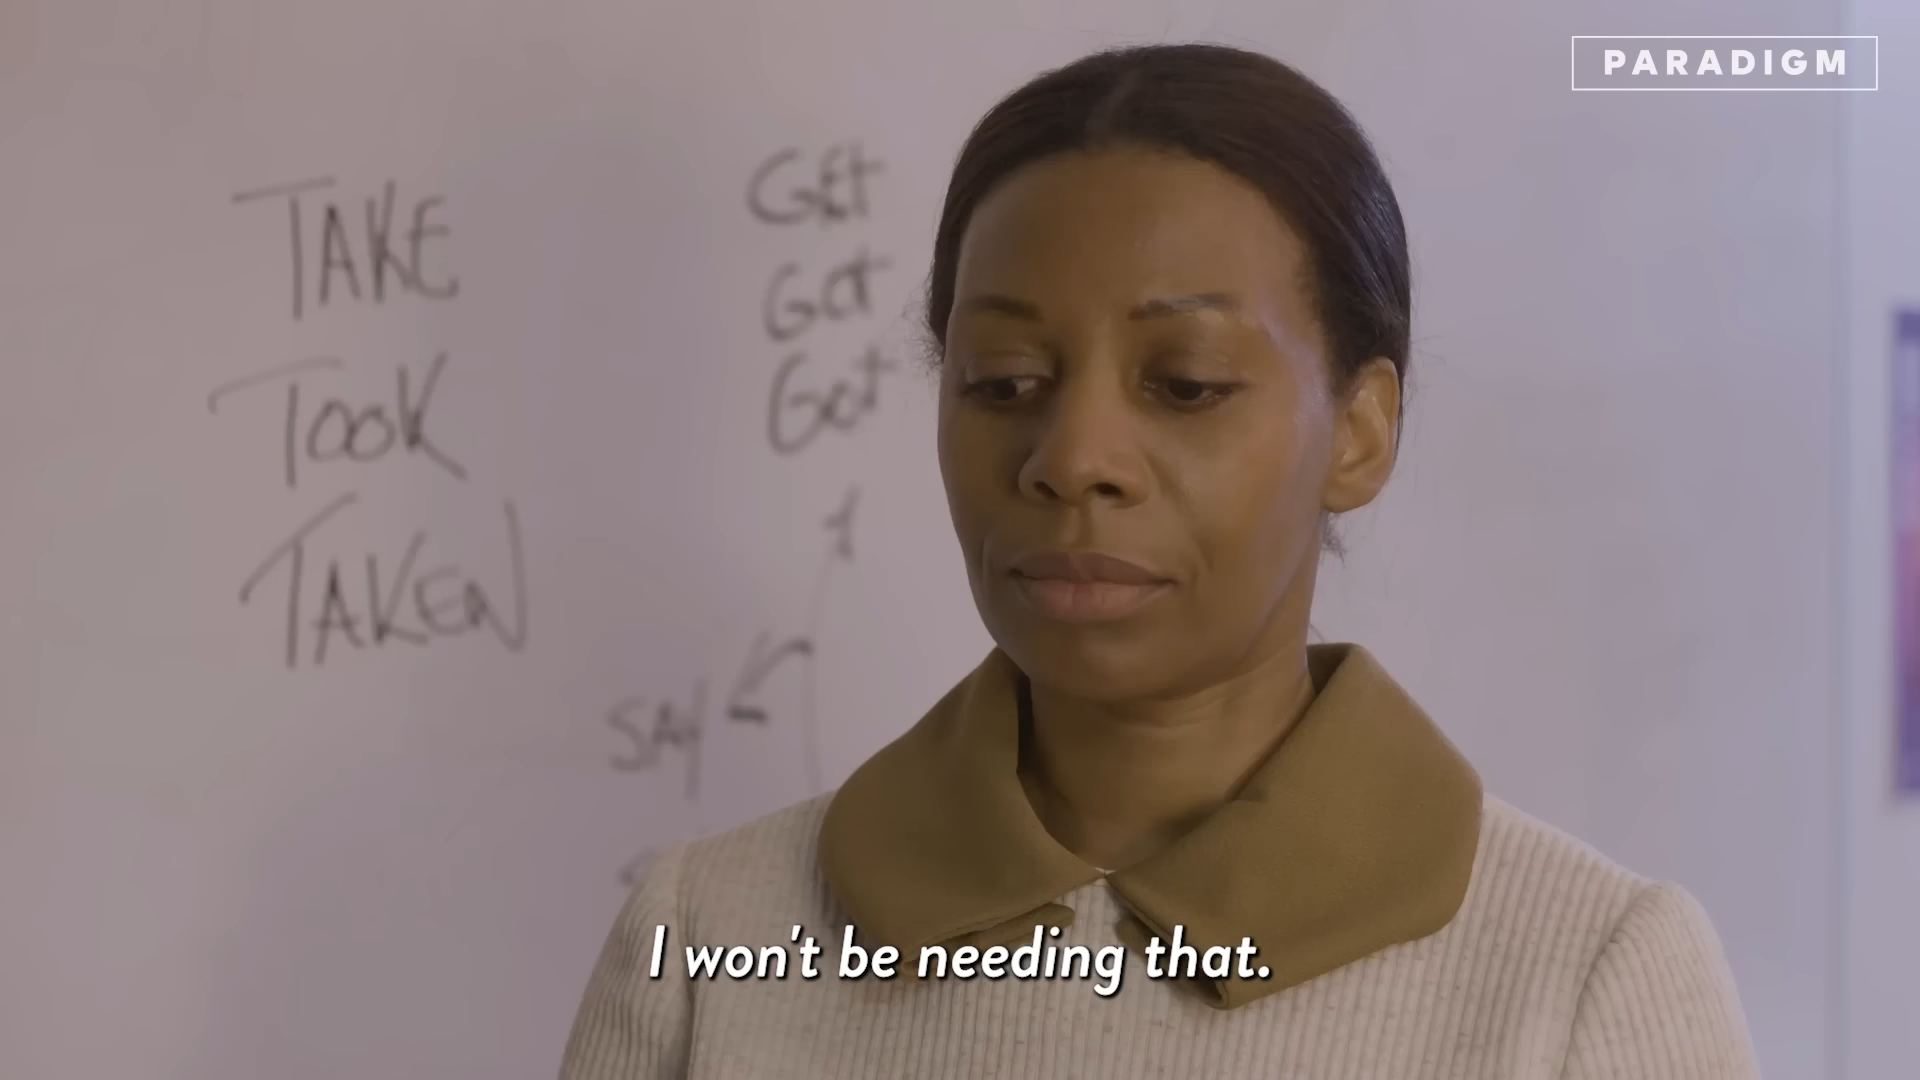 PARADIGM
TAKE
TOOK
TAKEN
GEt
Got
Got
SAY
I won't be needing that.